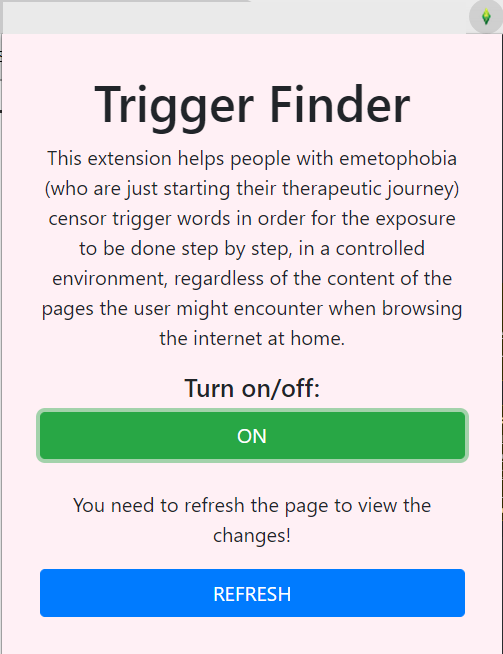 Trigger Finder
This extension helps people with emetophobia
(who are just starting their therapeutic journey)
censor trigger words in order for the exposure
to be done step by step, in a controlled
environment, regardless of the content of the
pages the user might encounter when browsing
the internet at home.
Turn on/off:
ON
You need to refresh the page to view the
changes!
REFRESH